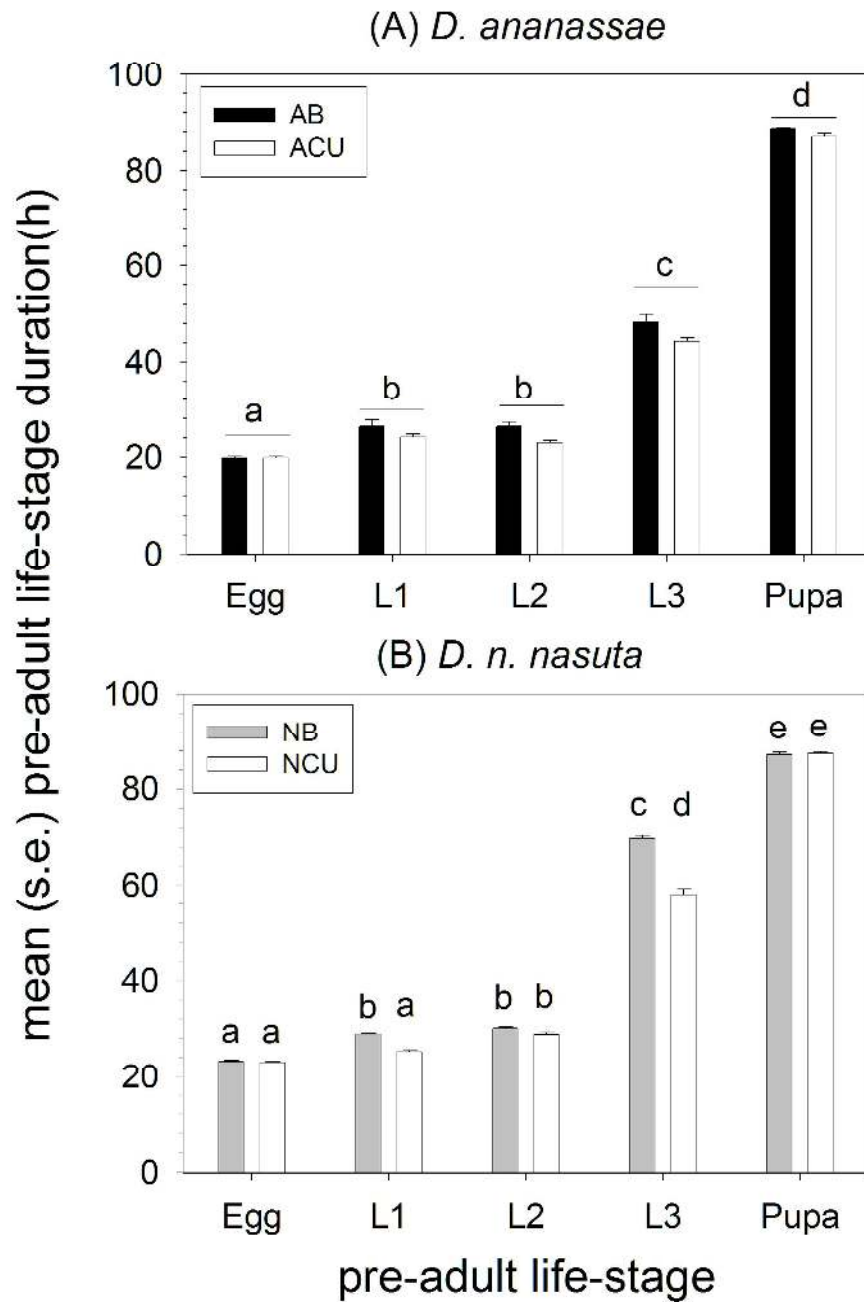 (A) D. ananassae
mean (s.e.) pre-adult life-stage duration(h)
100
80
60
40
20
0
AB
ACU
a
b
b
c
d
Egg L1 L2 L3 Pupa
(B) D. n. nasuta
100
80
60
40
20
0
NB
NCU
a a
b a
b b
c d
e e
Egg L1 L2 L3 Pupa
pre-adult life-stage